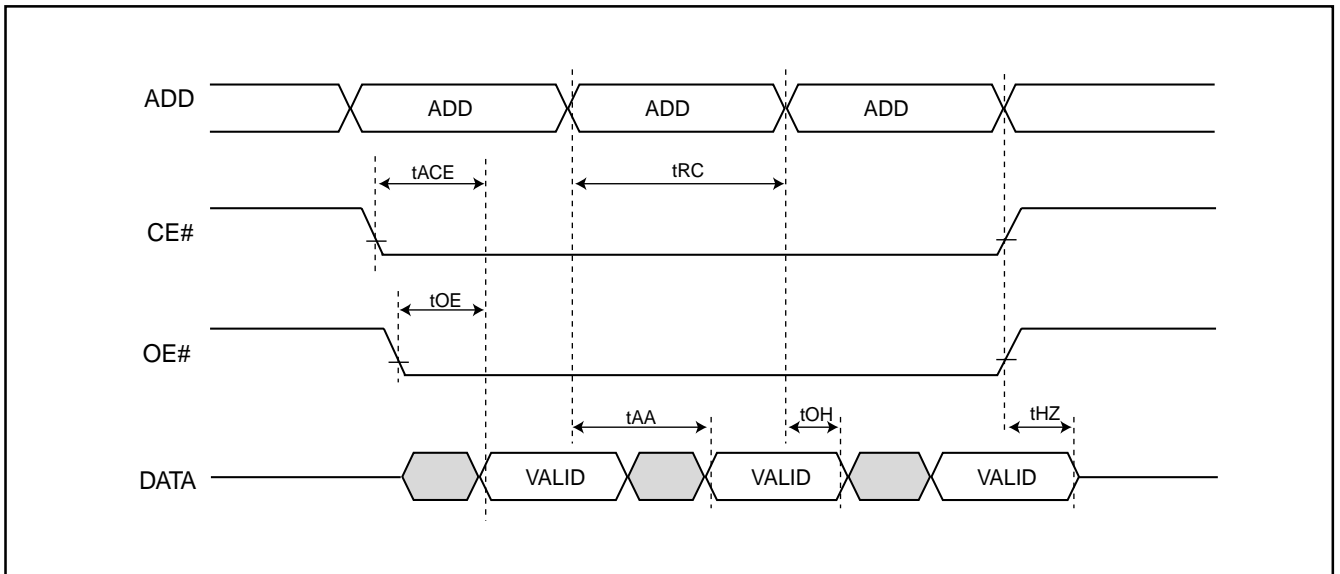 ADD
ADD
ADD
ADD
tACE
tRC
CE#
tOE
OE#
tAA
tOH
tHZ
DATA
VALID
VALID
VALID